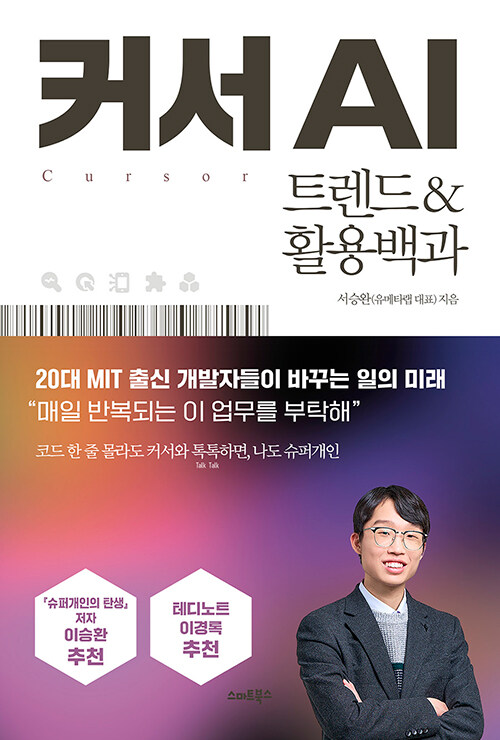 커서 AI
Cursor
트렌드&
활용백과
서승완(유메타랩 대표) 지음
20대 MIT 출신 개발자들이 바꾸는 일의 미래
“매일 반복되는 이 업무를 부탁해”
코드 한 줄 몰라도 커서와 톡톡하면, 나도 슈퍼개인
Talk Talk
『슈퍼개인의 탄생』
저자
이승환
추천
테디노트
이경록
추천
스마트북스